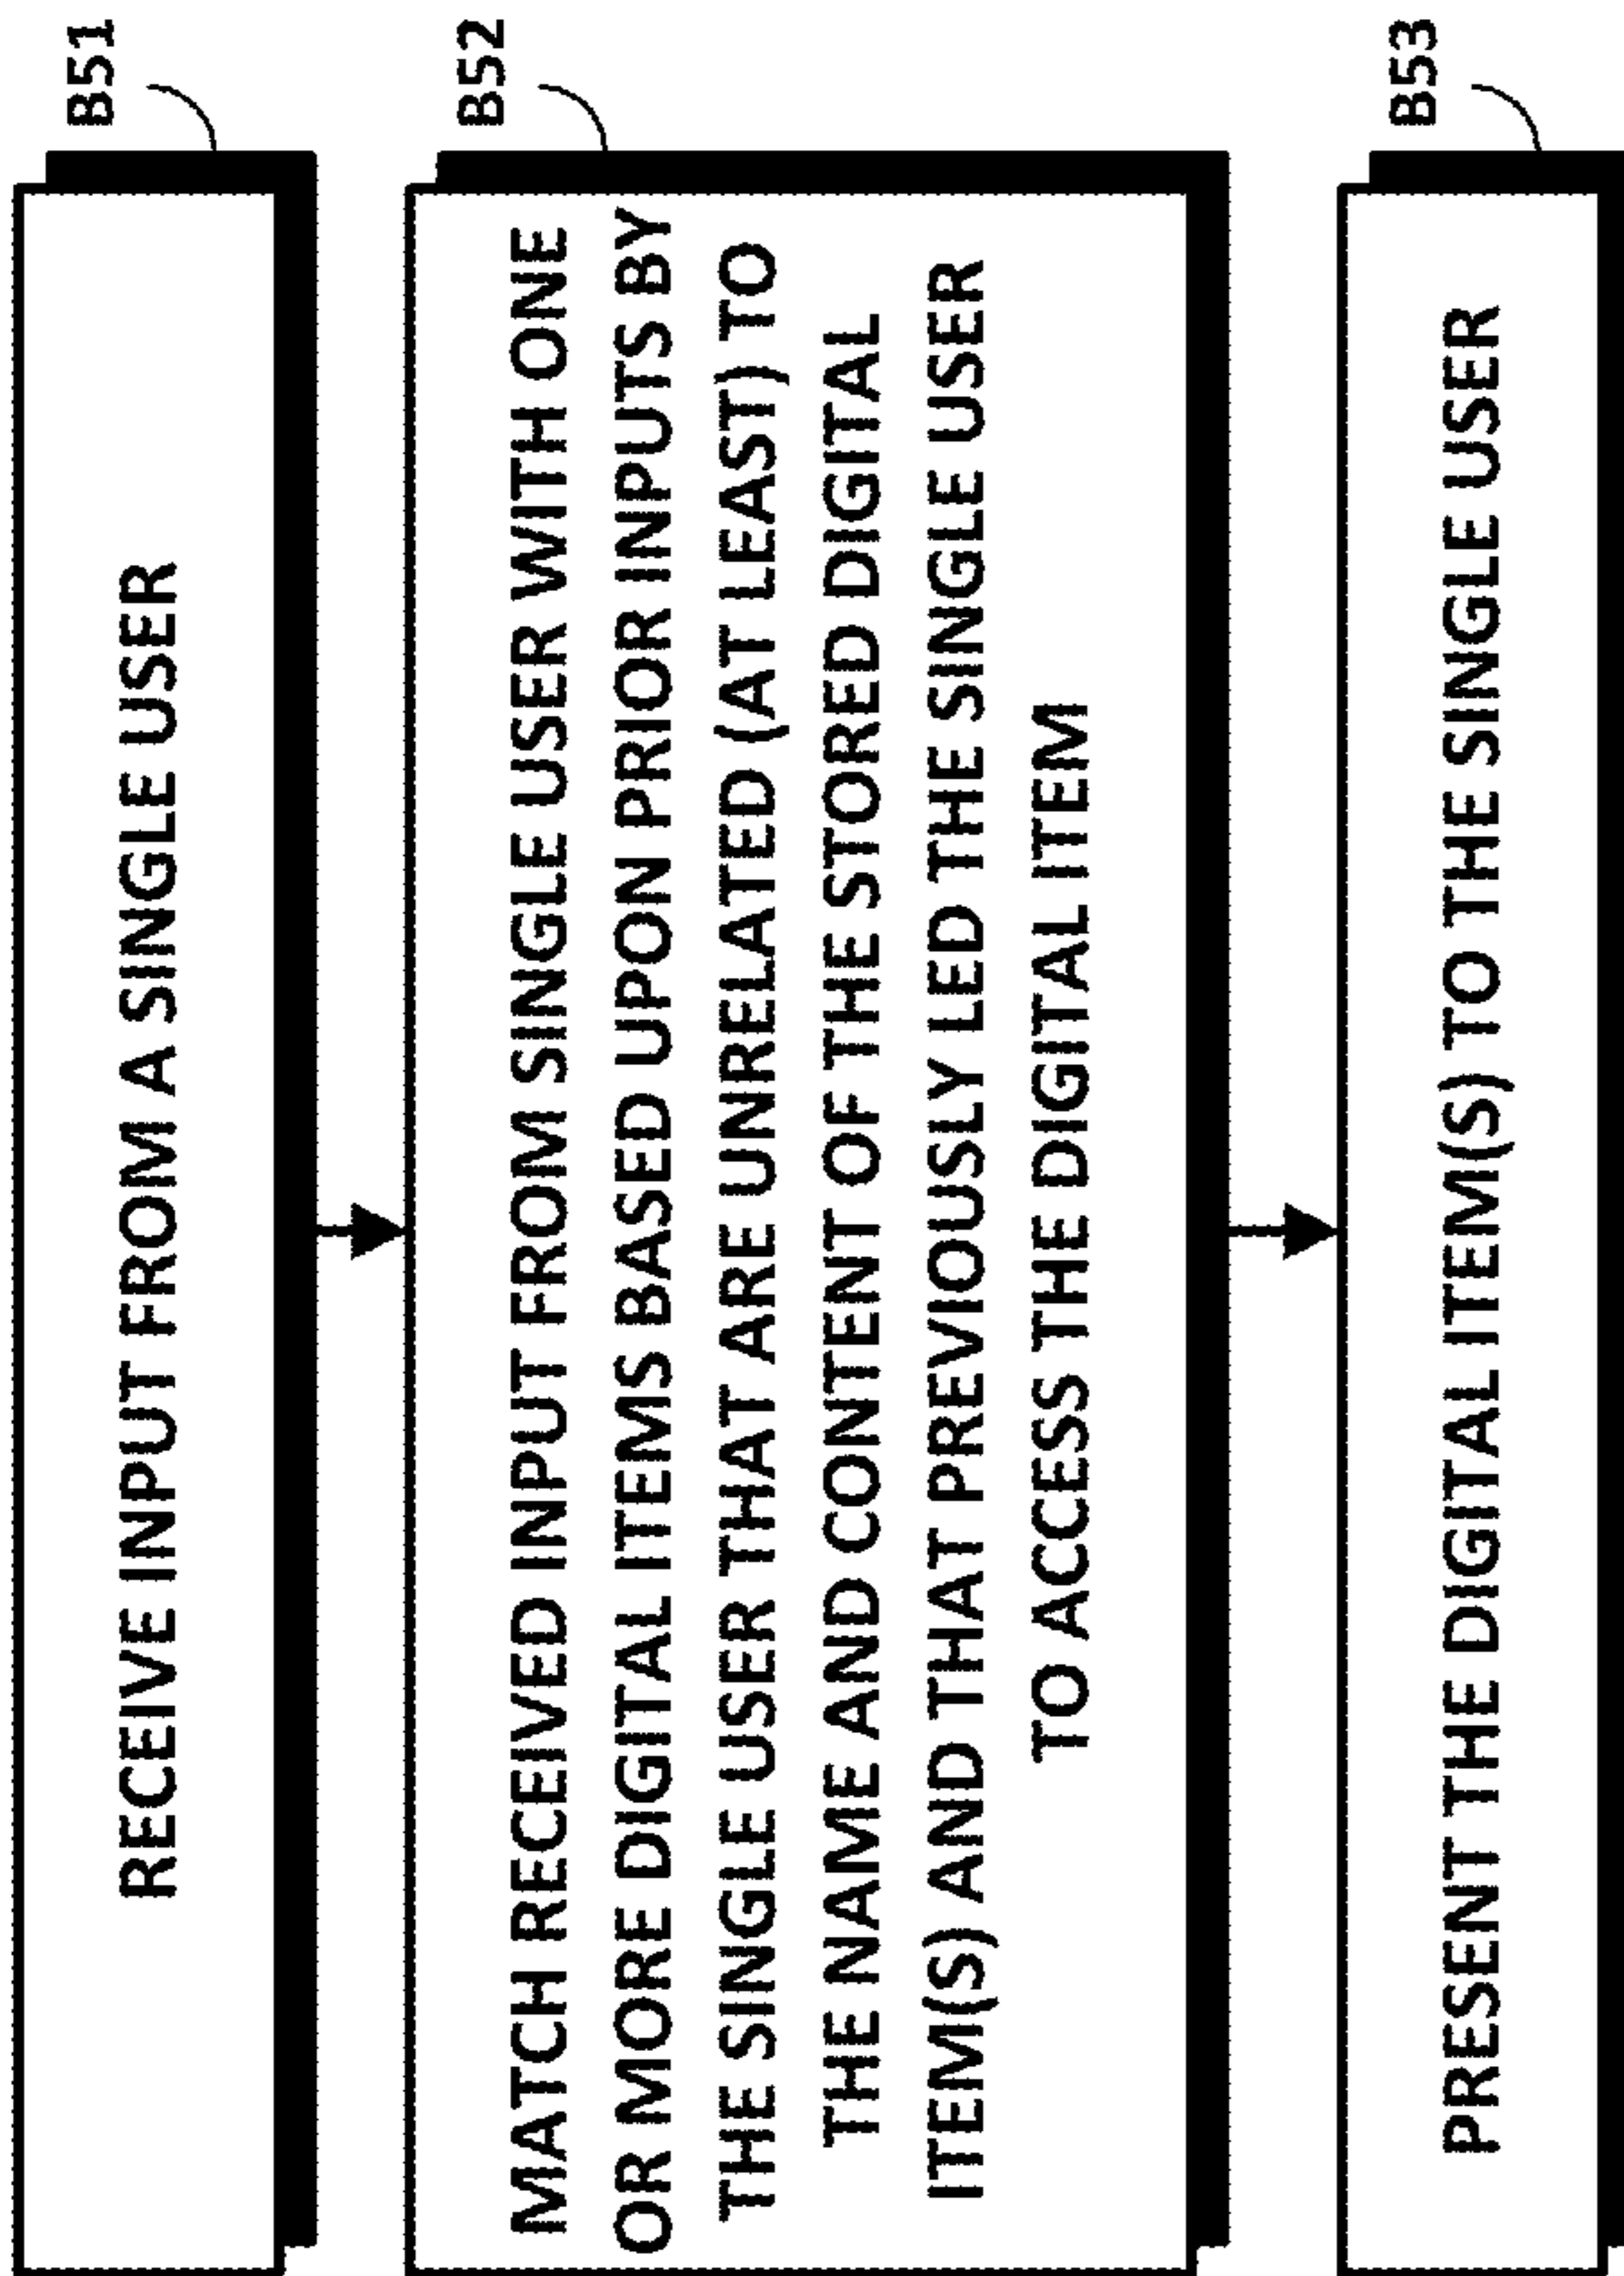 B51
RECEIVE INPUT FROM A SINGLE USER
B52
MATCH RECEIVED INPUT FROM SINGLE USER WITH ONE
OR MORE DIGITAL ITEMS BASED UPON PRIOR INPUTS BY
THE SINGLE USER THAT ARE UNRELATED (AT LEAST) TO
THE NAME AND CONTENT OF THE STORED DIGITAL
ITEM(S) AND THAT PREVIOUSLY LED THE SINGLE USER
TO ACCESS THE DIGITAL ITEM
B53
PRESENT THE DIGITAL ITEM(S) TO THE SINGLE USER